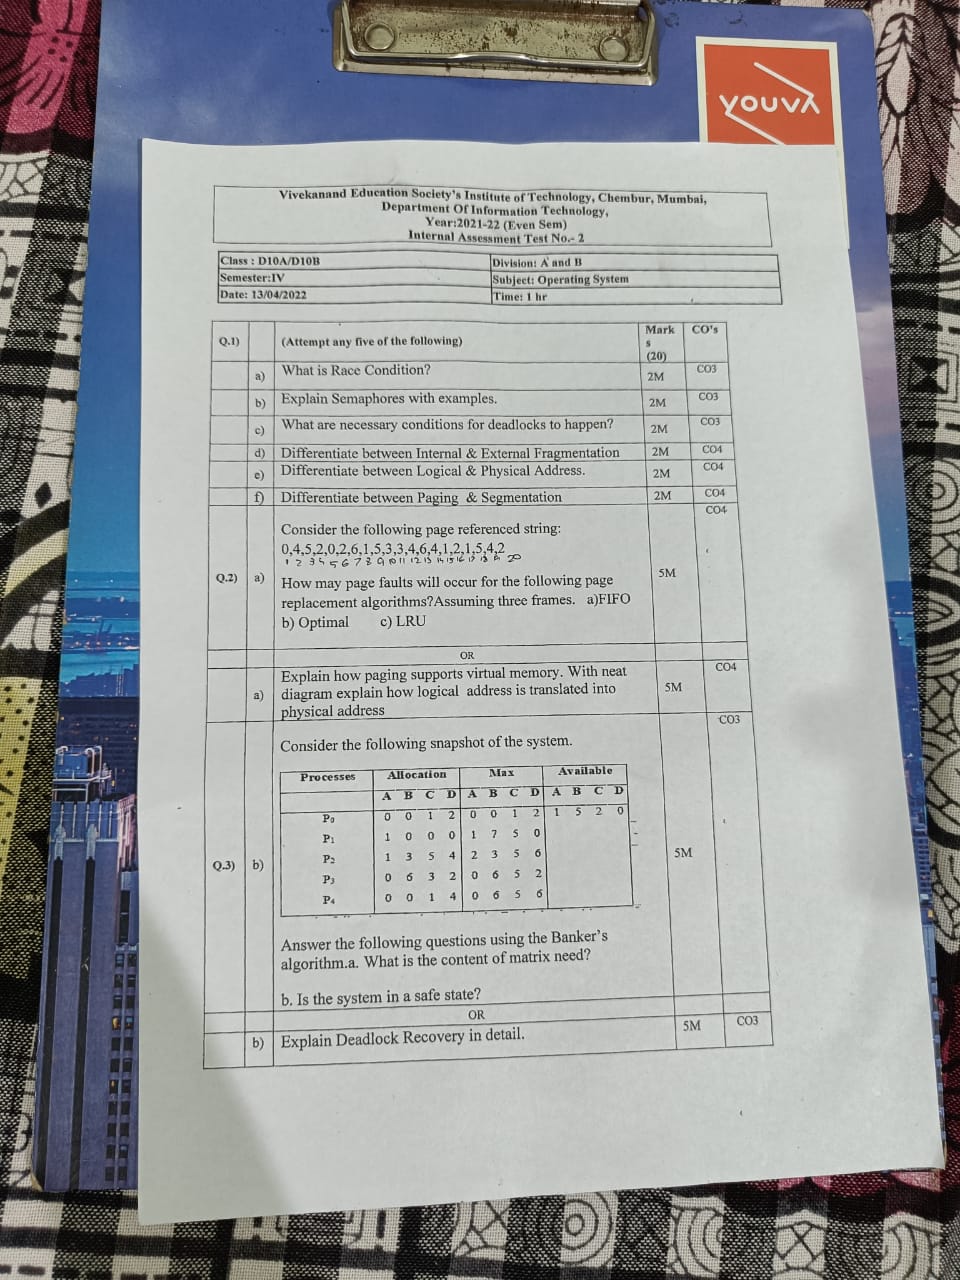 YOUVA
Vivekanand Education Society's Institute of Technology, Chembur, Mumbai,
Department Of Information Technology,
Year:2021-22 (Even Sem)
Internal Assessment Test No.- 2
Class : D10A/D10B Division: A and B
Semester:IV Subject: Operating System
Date: 13/04/2022 Time: 1 hr
Q.1) (Attempt any five of the following) Mark CO's
s
(20)
a) What is Race Condition? 2M CO3
b) Explain Semaphores with examples. 2M CO3
c) What are necessary conditions for deadlocks to happen? 2M CO3
d) Differentiate between Internal & External Fragmentation 2M CO4
e) Differentiate between Logical & Physical Address. 2M CO4
f) Differentiate between Paging & Segmentation 2M CO4
CO4
Consider the following page referenced string:
0,4,5,2,0,2,6,1,5,3,3,4,6,4,1,2,1,5,4,2
1 2 3 4 5 6 7 8 9 10 11 12 13 14 15 16 17 18 19 20
Q.2) a) How may page faults will occur for the following page 5M
replacement algorithms?Assuming three frames. a)FIFO
b) Optimal c) LRU
OR
Explain how paging supports virtual memory. With neat CO4
a) diagram explain how logical address is translated into 5M
physical address
CO3
Consider the following snapshot of the system.
Processes Allocation Max Available
A B C D A B C D A B C D
P0 0 0 1 2 0 0 1 2 1 5 2 0
P1 1 0 0 0 1 7 5 0
P2 1 3 5 4 2 3 5 6
Q.3) b) 5M
P3 0 6 3 2 0 6 5 2
P4 0 0 1 4 0 6 5 6
Answer the following questions using the Banker's
algorithm.a. What is the content of matrix need?
b. Is the system in a safe state?
OR
b) Explain Deadlock Recovery in detail. 5M CO3